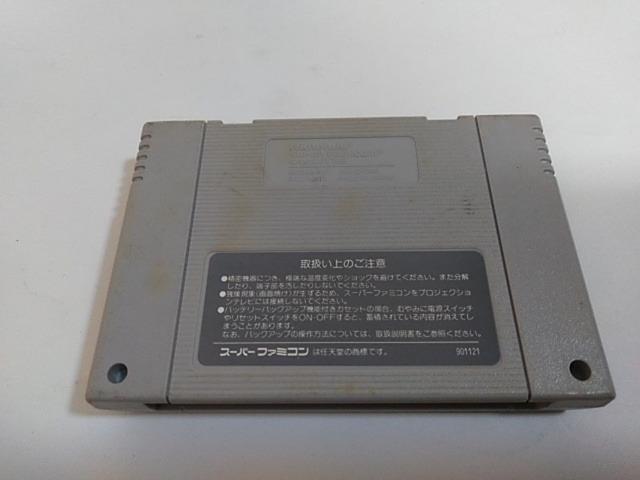 取扱い上のご注意
●精密機器につき、極端な温度変化やショックを避けてください。また分解
したり、端子部を汚したりしないでください。
●残像現象(画面焼け)が生ずるため、スーパーファミコンをプロジェクショ
ンテレビには接続しないでください。
●バッテリーバックアップ機能付きカセットの場合、むやみに電源スイッチ
やリセットスイッチをON-OFFすると、蓄積されている内容が消えてし
まうことがあります。
なお、バックアップの操作方法については、取扱説明書をご参照ください。
スーパーファミコン は任天堂の商標です。 901121